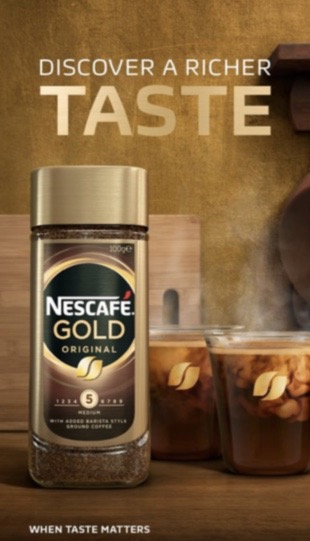 DISCOVER A RICHER
TASTE
100g℮
NESCAFÉ.
GOLD
ORIGINAL
1 2 3 4 5 6 7 8 9
MEDIUM
WITH ADDED BARISTA STYLE
GROUND COFFEE
WHEN TASTE MATTERS